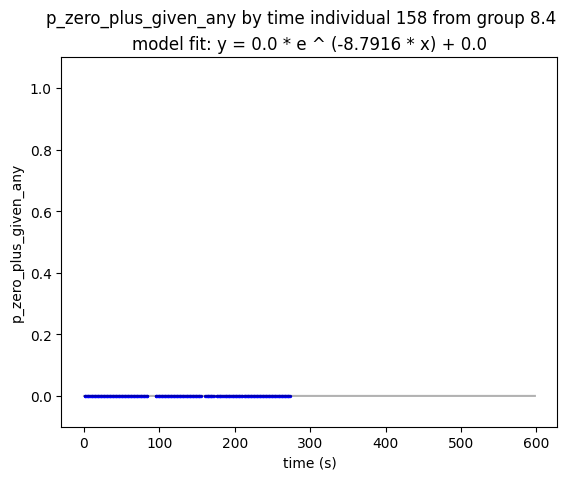 p_zero_plus_given_any by time individual 158 from group 8.4
model fit: y = 0.0 * e ^ (-8.7916 * x) + 0.0
1.0
0.8
0.6
0.4
0.2
0.0
p_zero_plus_given_any
0 100 200 300 400 500 600
time (s)